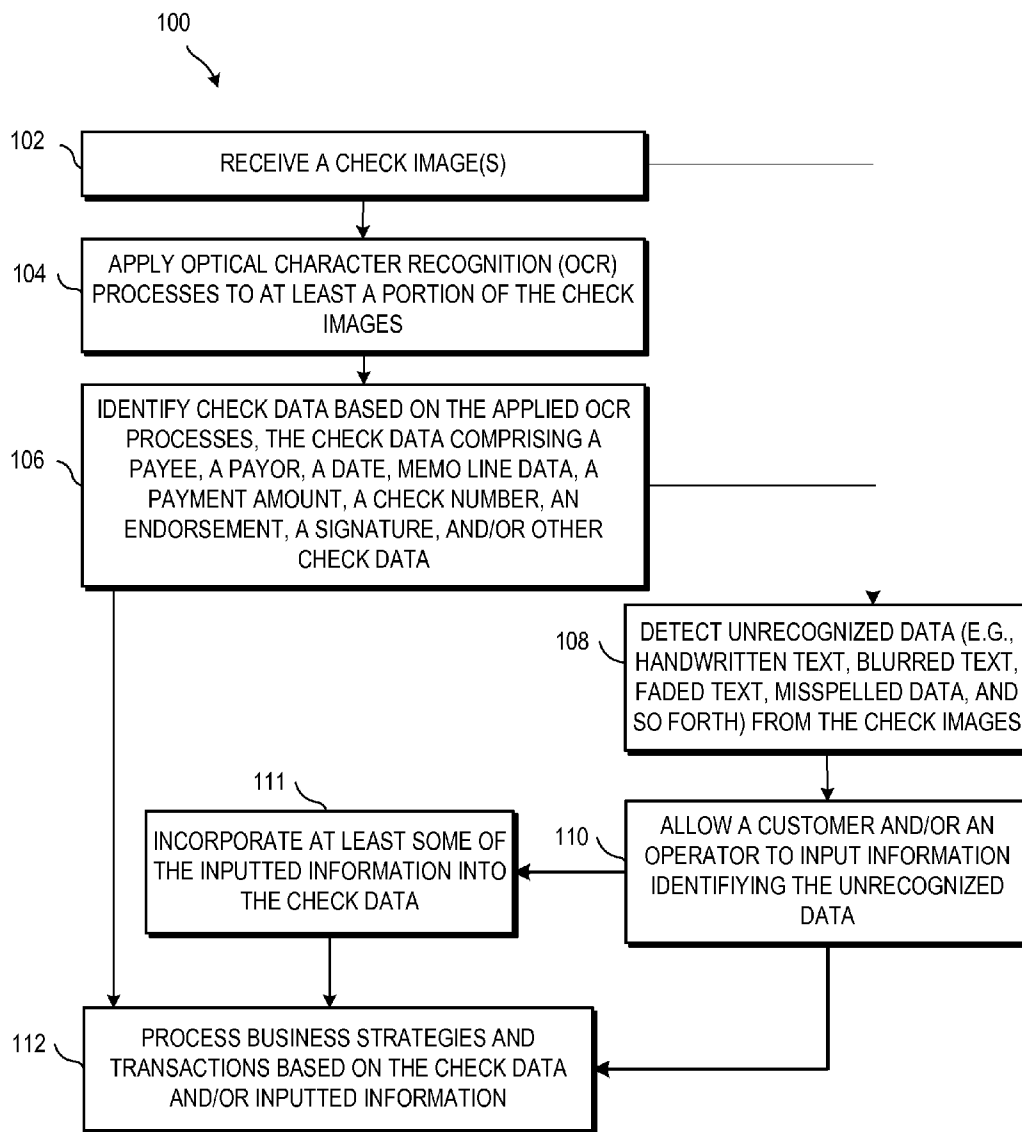 100
102
RECEIVE A CHECK IMAGE(S)
104
APPLY OPTICAL CHARACTER RECOGNITION (OCR)
PROCESSES TO AT LEAST A PORTION OF THE CHECK
IMAGES
106
IDENTIFY CHECK DATA BASED ON THE APPLIED OCR
PROCESSES, THE CHECK DATA COMPRISING A
PAYEE, A PAYOR, A DATE, MEMO LINE DATA, A
PAYMENT AMOUNT, A CHECK NUMBER, AN
ENDORSEMENT, A SIGNATURE, AND/OR OTHER
CHECK DATA
108
DETECT UNRECOGNIZED DATA (E.G.,
HANDWRITTEN TEXT, BLURRED TEXT,
FADED TEXT, MISSPELLED DATA, AND
SO FORTH) FROM THE CHECK IMAGES
110
ALLOW A CUSTOMER AND/OR AN
OPERATOR TO INPUT INFORMATION
IDENTIFIYING THE UNRECOGNIZED
DATA
111
INCORPORATE AT LEAST SOME OF
THE INPUTTED INFORMATION INTO
THE CHECK DATA
112
PROCESS BUSINESS STRATEGIES AND
TRANSACTIONS BASED ON THE CHECK DATA
AND/OR INPUTTED INFORMATION